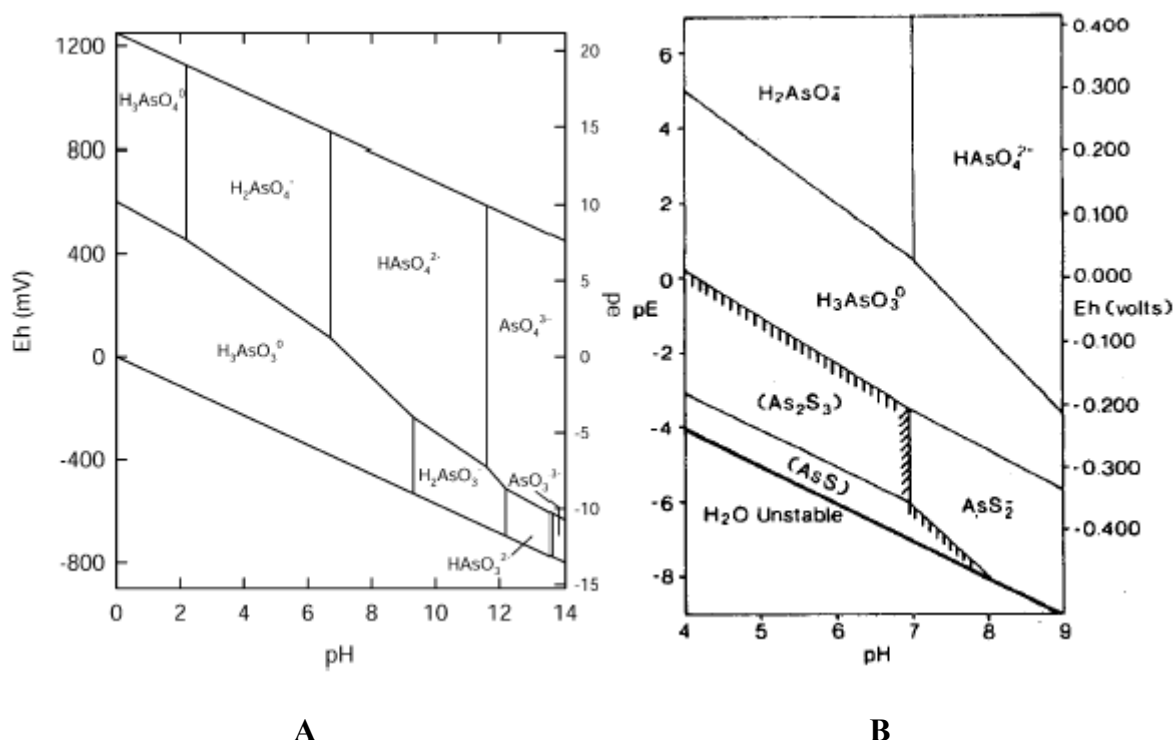 1200
800
400
0
-400
-800
Eh (mV)
0
2
4
6
8
10
12
14
pH
20
15
10
5
0
-5
-10
-15
pe
H₃AsO₄⁰
H₂AsO₄⁻
HAsO₄²⁻
AsO₄³⁻
H₃AsO₃⁰
H₂AsO₃⁻
HAsO₃²⁻
AsO₃³⁻
A
6
4
2
0
pE
-2
-4
-6
-8
4
5
6
7
8
9
pH
0.400
0.300
0.200
0.100
0.000
Eh (volts)
-0.100
-0.200
-0.300
-0.400
H₂AsO₄⁻
HAsO₄²⁻
H₃AsO₃⁰
(As₂S₃)
(AsS)
AsS₂⁻
H₂O Unstable
B